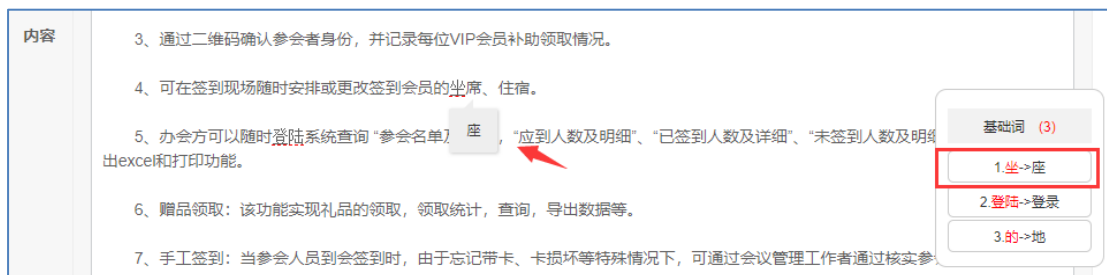 内容
3、通过二维码确认参会者身份，并记录每位VIP会员补助领取情况。
4、可在签到现场随时安排或更改签到会员的坐席、住宿。
座
5、办会方可以随时登陆系统查询 “参会名单及 ，“应到人数及明细”、“已签到人数及详细”、“未签到人数及明细
出excel和打印功能。
6、赠品领取：该功能实现礼品的领取，领取统计，查询，导出数据等。
7、手工签到：当参会人员到会签到时，由于忘记带卡、卡损坏等特殊情况下，可通过会议管理工作者通过核实参
基础词 (3)
1.坐->座
2.登陆->登录
3.的->地